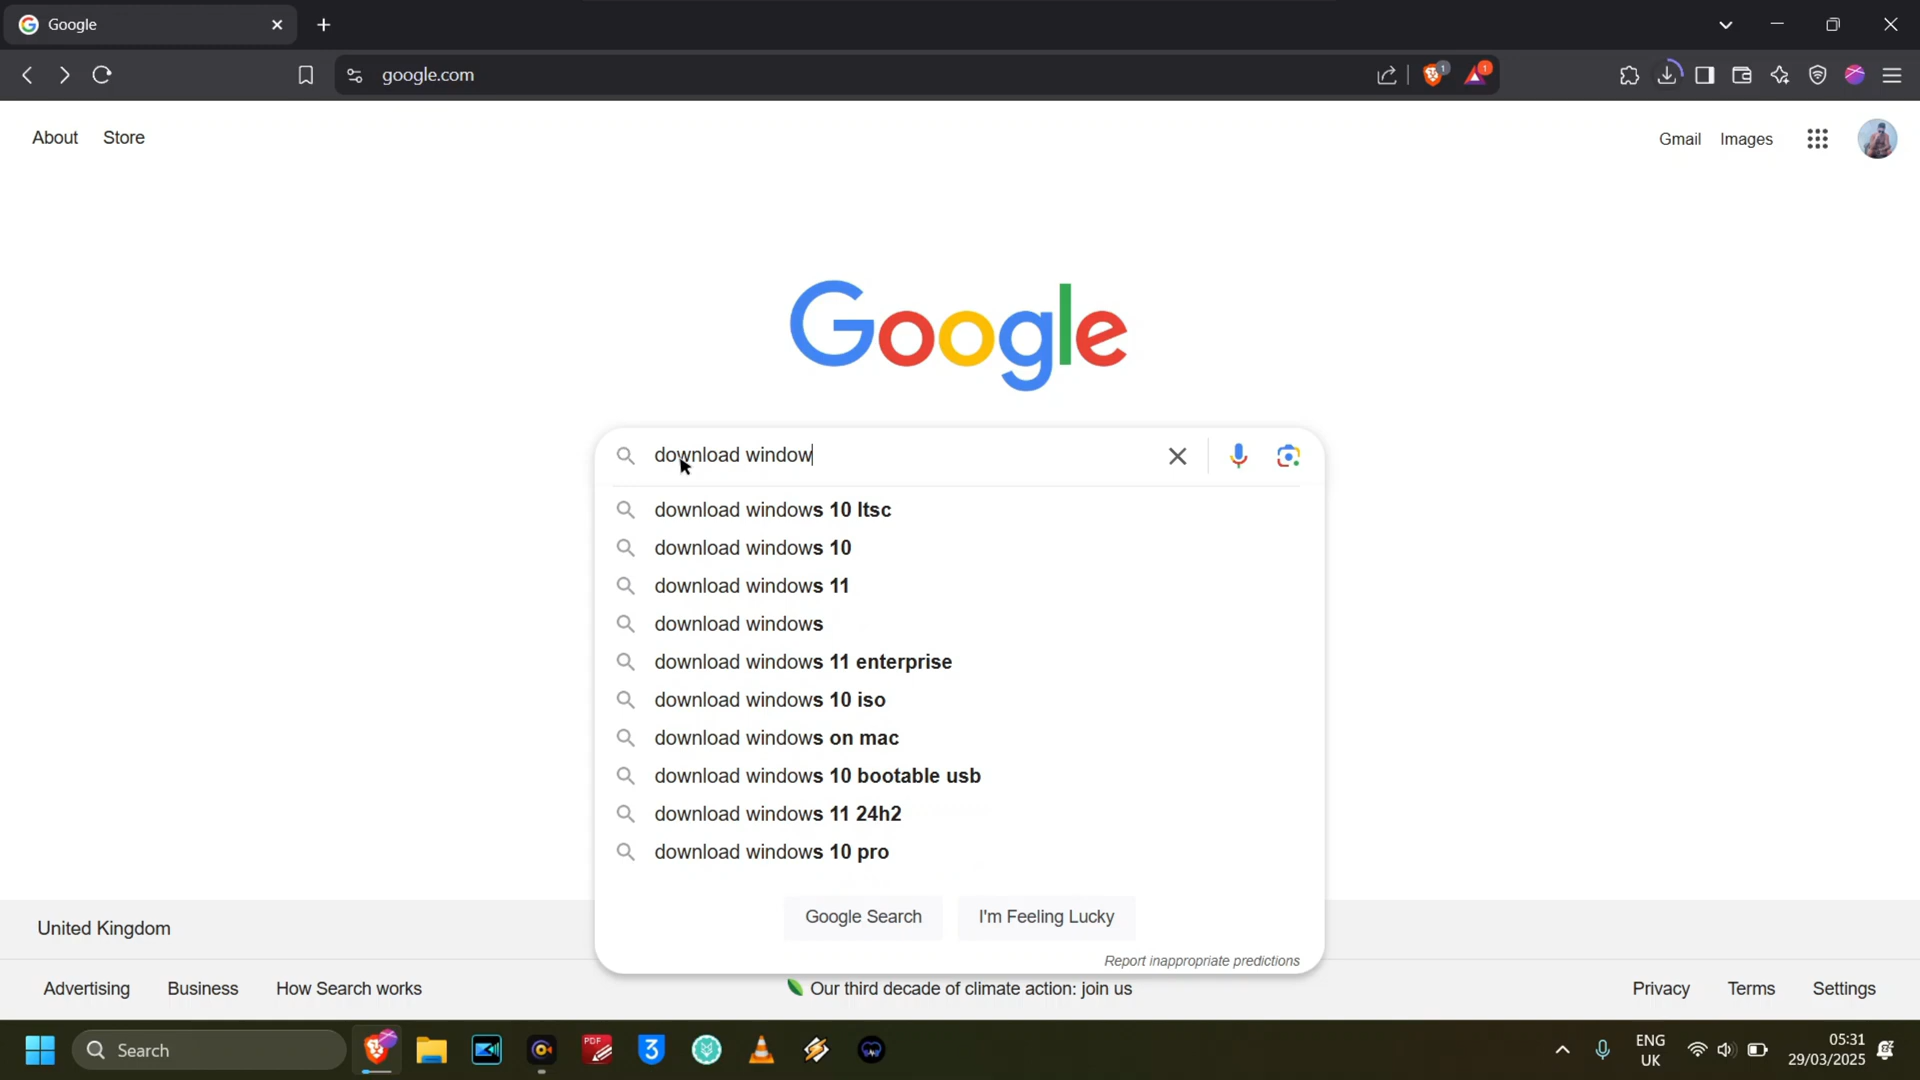 Google
google.com
1
1
About
Store
Gmail
Images
Google
download window
download windows 10 ltsc
download windows 10
download windows 11
download windows
download windows 11 enterprise
download windows 10 iso
download windows on mac
download windows 10 bootable usb
download windows 11 24h2
download windows 10 pro
Google Search
I'm Feeling Lucky
Report inappropriate predictions
United Kingdom
Advertising
Business
How Search works
Our third decade of climate action: join us
Privacy
Terms
Settings
Search
PDF
3
ENG
UK
05:31
29/03/2025